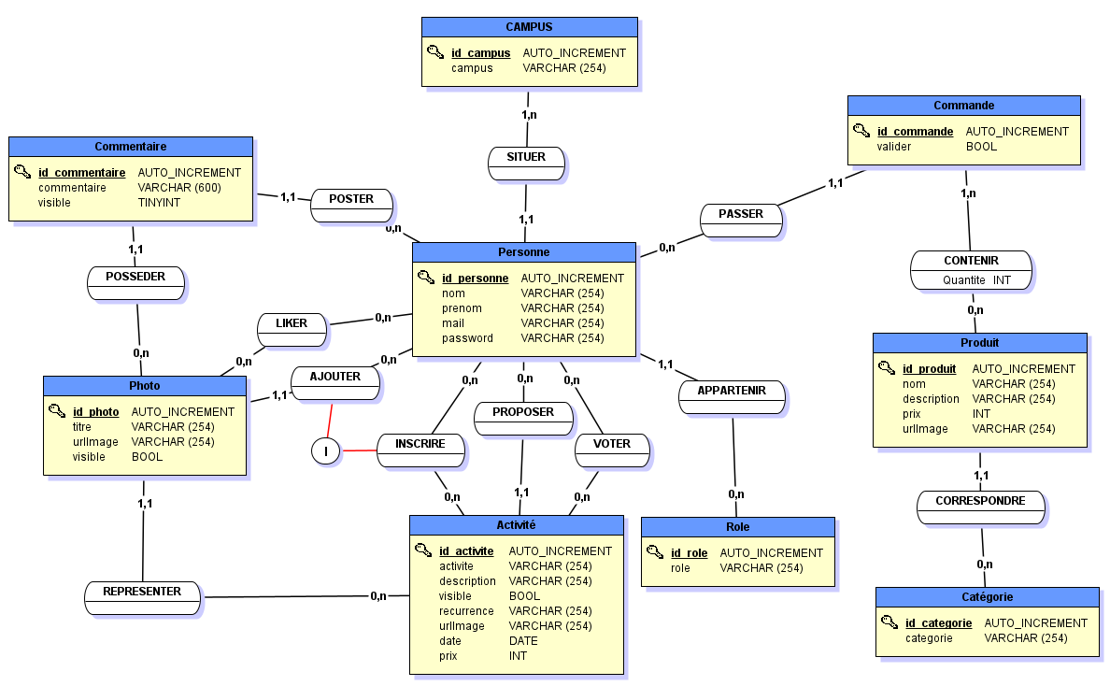 CAMPUS
id_campus AUTO_INCREMENT
campus VARCHAR (254)
1,n
SITUER
1,1
Commande
id_commande AUTO_INCREMENT
valider BOOL
1,1
PASSER
0,n
1,n
CONTENIR
Quantite INT
0,n
Commentaire
id_commentaire AUTO_INCREMENT
commentaire VARCHAR (600)
visible TINYINT
1,1
POSTER
0,n
1,1
POSSEDER
0,n
Personne
id_personne AUTO_INCREMENT
nom VARCHAR (254)
prenom VARCHAR (254)
mail VARCHAR (254)
password VARCHAR (254)
0,n
LIKER
0,n
0,n
AJOUTER
1,1
I
0,n
INSCRIRE
0,n
0,n
PROPOSER
1,1
0,n
VOTER
0,n
1,1
APPARTENIR
0,n
Produit
id_produit AUTO_INCREMENT
nom VARCHAR (254)
description VARCHAR (254)
prix INT
urlImage VARCHAR (254)
1,1
CORRESPONDRE
0,n
Photo
id_photo AUTO_INCREMENT
titre VARCHAR (254)
urlImage VARCHAR (254)
visible BOOL
1,1
REPRESENTER
0,n
Activité
id_activite AUTO_INCREMENT
activite VARCHAR (254)
description VARCHAR (254)
visible BOOL
recurrence VARCHAR (254)
urlImage VARCHAR (254)
date DATE
prix INT
Role
id_role AUTO_INCREMENT
role VARCHAR (254)
Catégorie
id_categorie AUTO_INCREMENT
categorie VARCHAR (254)